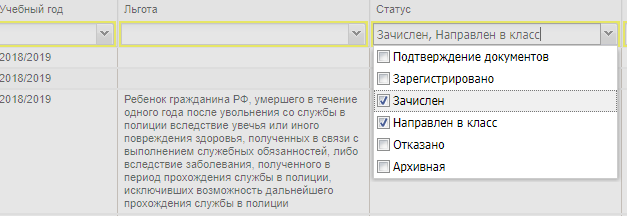 Учебный год
Льгота
Статус
Зачислен, Направлен в класс
2018/2019
2018/2019
2018/2019
Ребенок гражданина РФ, умершего в течение
одного года после увольнения со службы в
полиции вследствие увечья или иного
повреждения здоровья, полученных в связи с
выполнением служебных обязанностей, либо
вследствие заболевания, полученного в
период прохождения службы в полиции,
исключивших возможность дальнейшего
прохождения службы в полиции
Подтверждение документов
Зарегистрировано
Зачислен
Направлен в класс
Отказано
Архивная